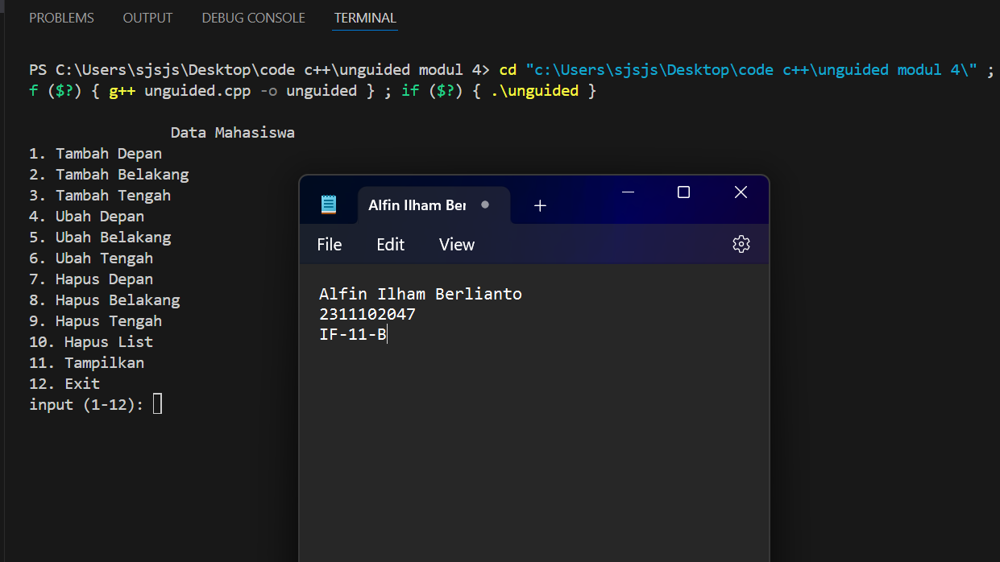 PROBLEMS OUTPUT DEBUG CONSOLE TERMINAL
PS C:\Users\sjsjs\Desktop\code c++\unguided modul 4> cd "c:\Users\sjsjs\Desktop\code c++\unguided modul 4\" ;
f ($?) { g++ unguided.cpp -o unguided } ; if ($?) { .\unguided }
Data Mahasiswa
1. Tambah Depan
2. Tambah Belakang
3. Tambah Tengah
4. Ubah Depan
5. Ubah Belakang
6. Ubah Tengah
7. Hapus Depan
8. Hapus Belakang
9. Hapus Tengah
10. Hapus List
11. Tampilkan
12. Exit
input (1-12):
Alfin Ilham Ber
File Edit View
Alfin Ilham Berlianto
2311102047
IF-11-B